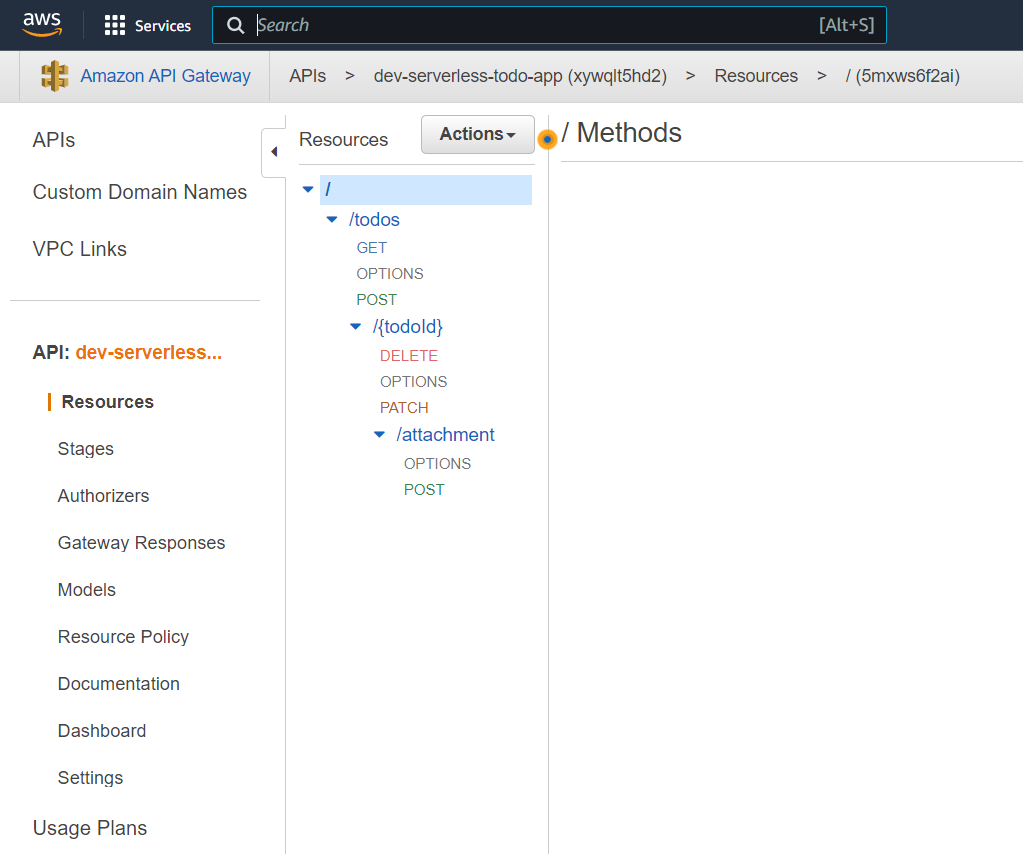 aws
Services
Search
[Alt+S]
Amazon API Gateway
APIs > dev-serverless-todo-app (xywqlt5hd2) > Resources > / (5mxws6f2ai)
APIs
Custom Domain Names
VPC Links
API: dev-serverless...
Resources
Stages
Authorizers
Gateway Responses
Models
Resource Policy
Documentation
Dashboard
Settings
Usage Plans
Resources
Actions
/
/todos
GET
OPTIONS
POST
/{todoId}
DELETE
OPTIONS
PATCH
/attachment
OPTIONS
POST
/ Methods